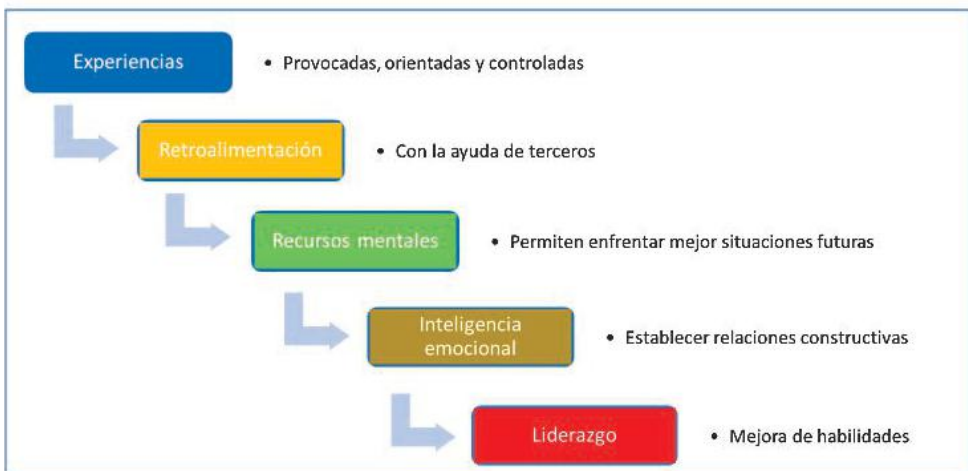 Experiencias
• Provocadas, orientadas y controladas
Retroalimentación
• Con la ayuda de terceros
Recursos mentales
• Permiten enfrentar mejor situaciones futuras
Inteligencia
emocional
• Establecer relaciones constructivas
Liderazgo
• Mejora de habilidades